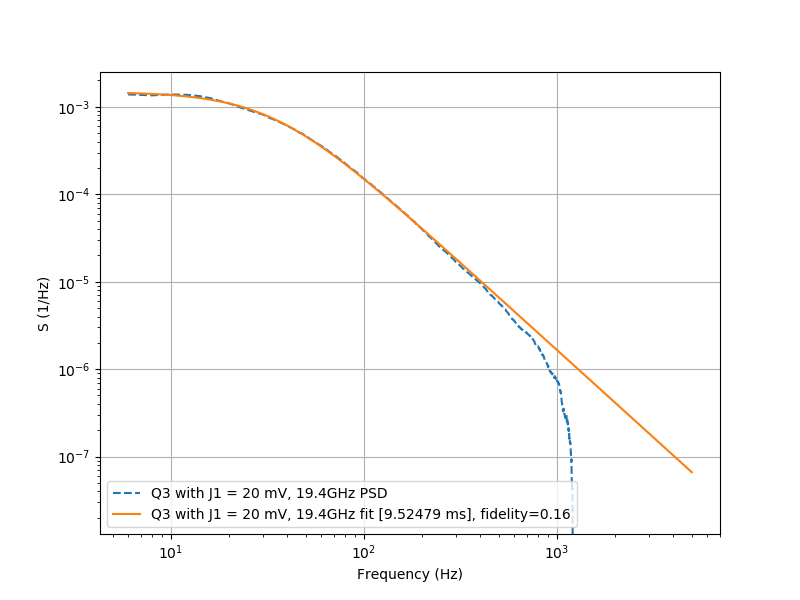 10⁻³
10⁻⁴
10⁻⁵
10⁻⁶
10⁻⁷
S (1/Hz)
Q3 with J1 = 20 mV, 19.4GHz PSD
Q3 with J1 = 20 mV, 19.4GHz fit [9.52479 ms], fidelity=0.16
10¹ 10² 10³
Frequency (Hz)